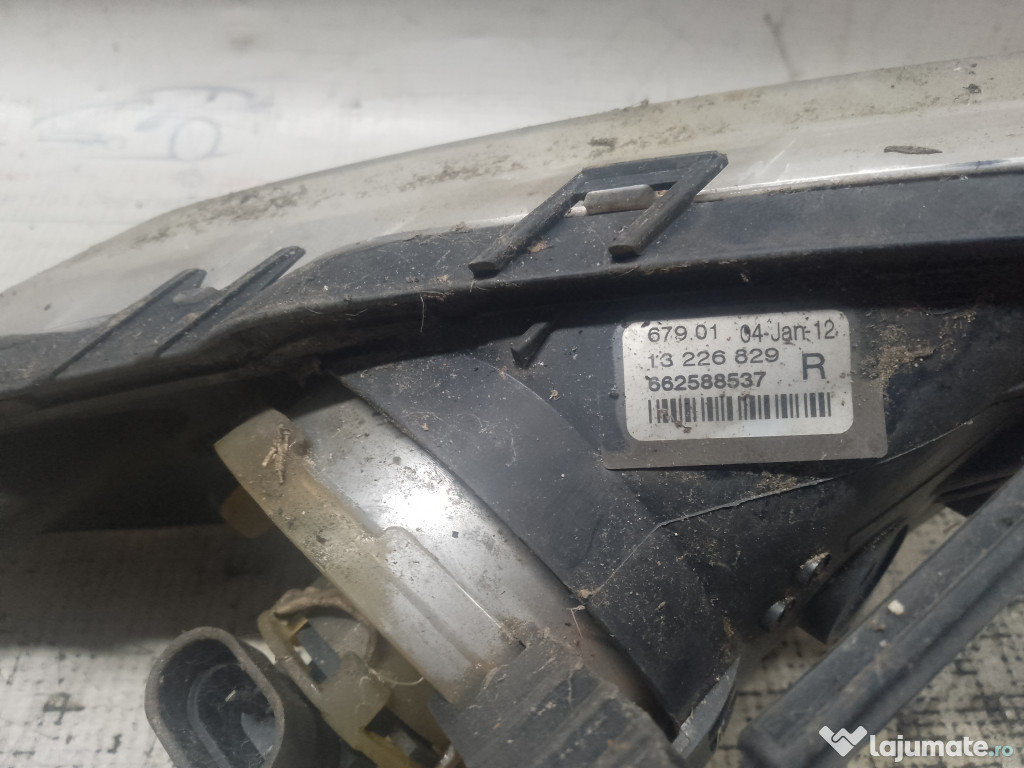 679.01 04-Jan-12
13 226 829 R
662588537
lajumate.ro